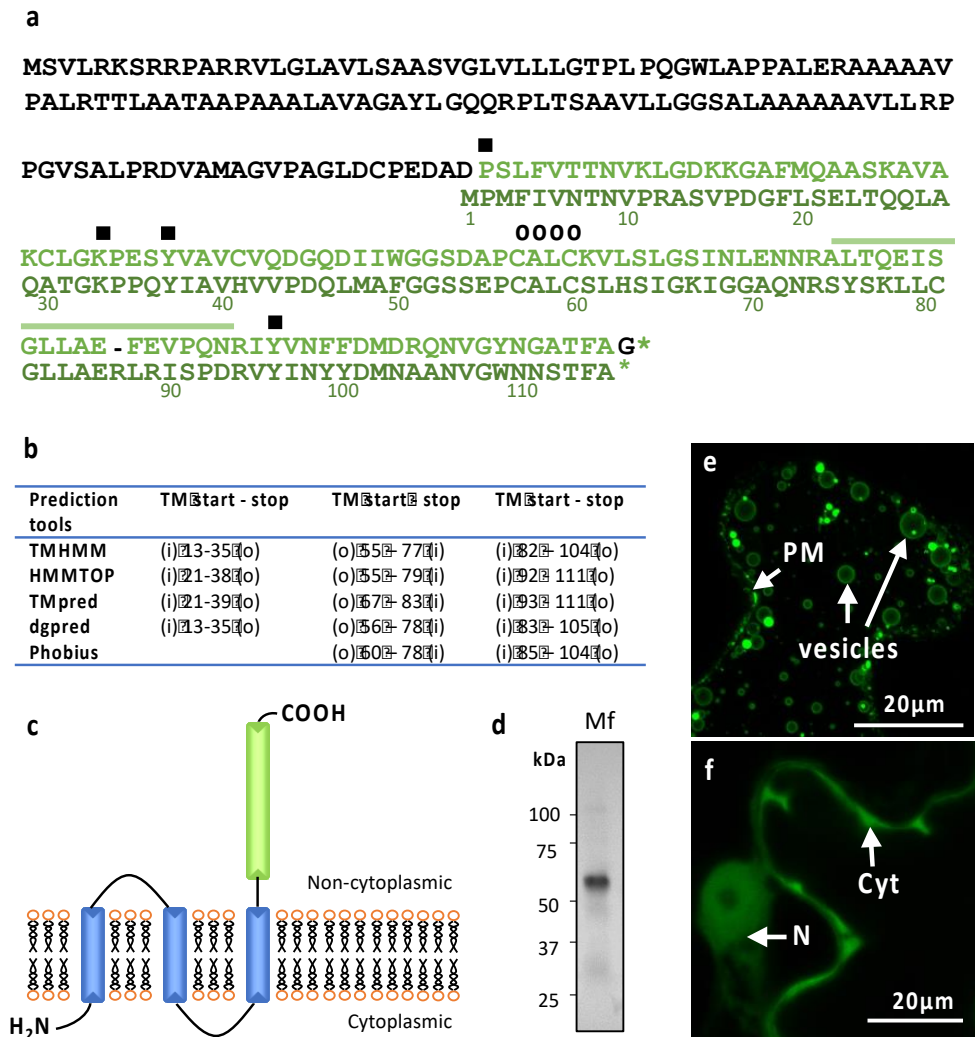 a
MSVLRKSRRPARRVLGLAVLSAASVGLVLLLGTPLPQGWLAPPALERAAAAAV
PALRTTLAATAAPAAALAVAGAYLGQQRPLTSAAVLLGGSALAAAAAAVLLRP
PGVSALPRDVAMAGVPAGLDCPEDADPSLFVTTNVKLGDKKGAFMQAASKAVA
MPMFIVNTNVPRASVPDGFLSELTQQLA
1 10 20
oooo
KCLGKPESYVAVCVQDGQDIIWGGSDAPCALCKVLSLGSINLENNRALTQEIS
QATGKPPQYIAVHVVPDQLMAFGGSSEPCALCSLHSIGKIGGAQNRSYSKLLC
30 40 50 60 70 80
GLLAE-FEVPQNRIYVNFFDMDRQNVGYNGATFAG*
GLLAERLRISPDRVYINYYDMNAANVGWNNSTFA*
90 100 110
b
Prediction tools TM start - stop TM start - stop TM start - stop
TMHMM (i) 13-35 (o) (o) 55 – 77 (i) (i) 82 – 104 (o)
HMMTOP (i) 21-38 (o) (o) 55 – 79 (i) (i) 92 – 111 (o)
TMpred (i) 21-39 (o) (o) 67 – 83 (i) (i) 93 – 111 (o)
dgpred (i) 13-35 (o) (o) 56 – 78 (i) (i) 83 – 105 (o)
Phobius (o) 60 – 78 (i) (i) 85 – 104 (o)
c
COOH
Non-cytoplasmic
Cytoplasmic
H2N
d
Mf
kDa
100
75
50
37
25
e
PM
vesicles
20µm
f
Cyt
N
20µm